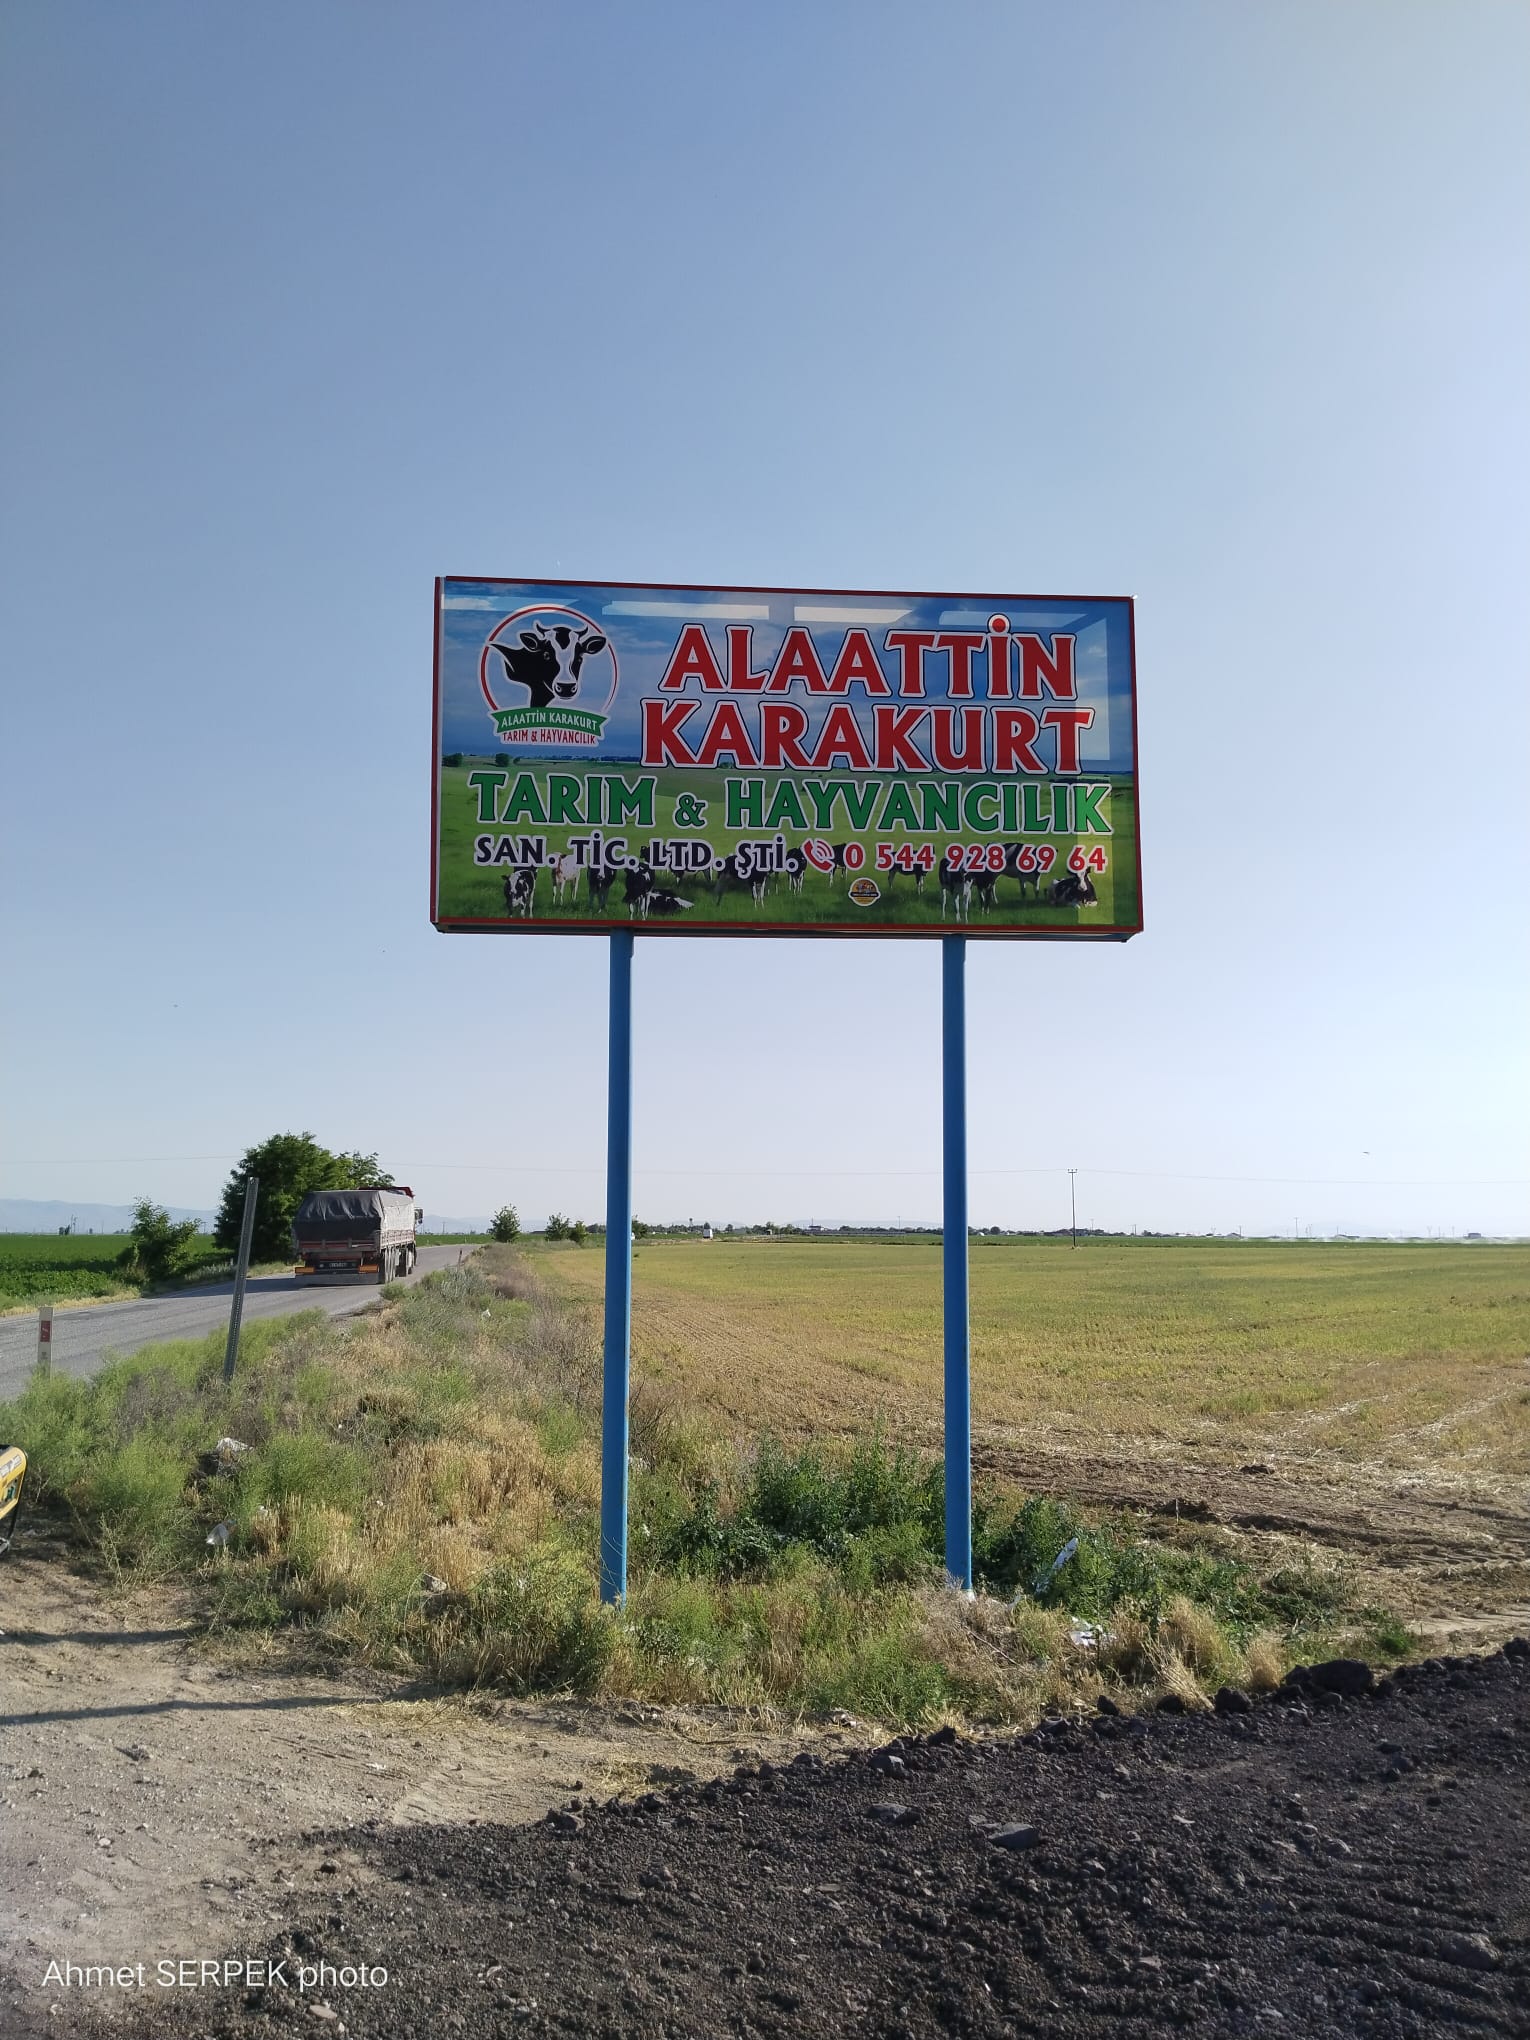 ALAATTİN
KARAKURT
ALAATTİN KARAKURT
TARIM & HAYVANCILIK
TARIM & HAYVANCILIK
SAN. TİC. LTD. ŞTİ. 0 544 928 69 64
Ahmet SERPEK photo